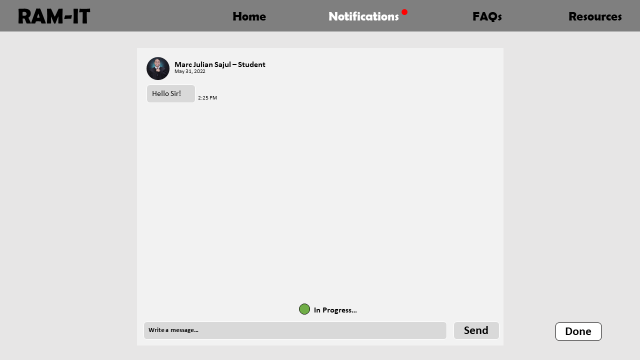 RAM-IT
Home
Notifications
FAQs
Resources
Marc Julian Sajul – Student
May 31, 2022
Hello Sir!
2:25 PM
In Progress...
Write a message...
Send
Done